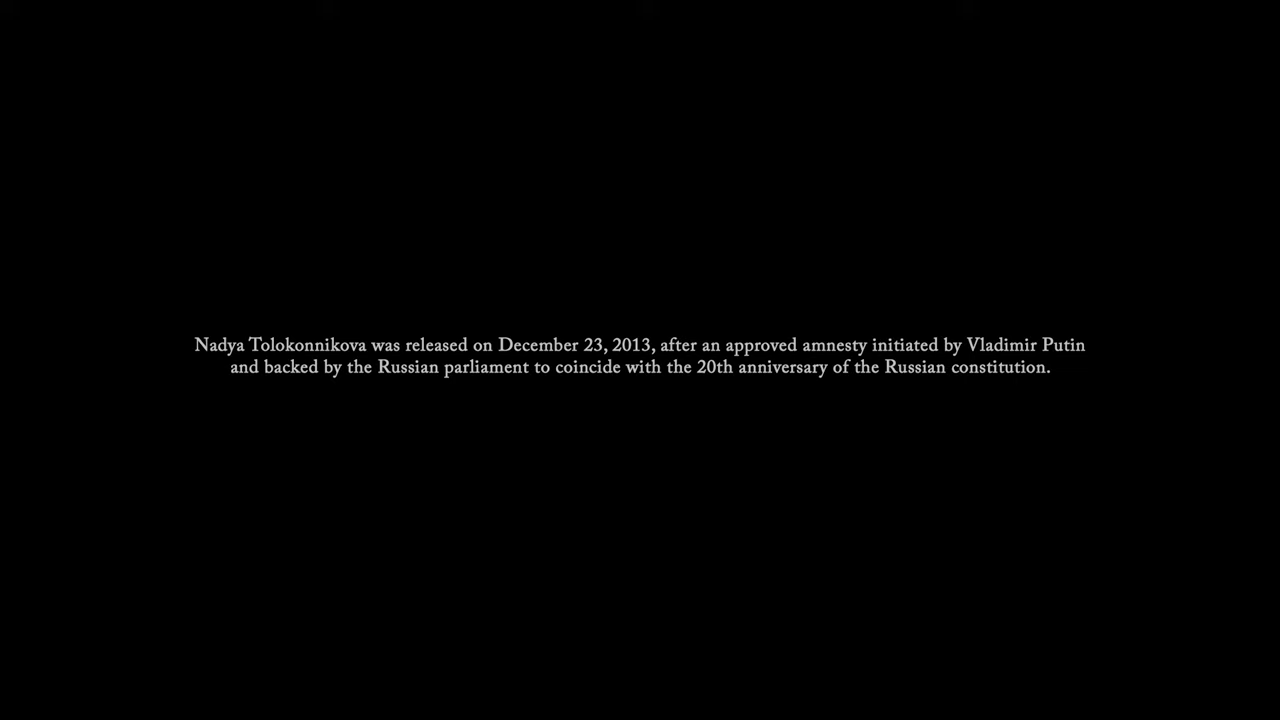 Nadya Tolokonnikova was released on December 23, 2013, after an approved amnesty initiated by Vladimir Putin
and backed by the Russian parliament to coincide with the 20th anniversary of the Russian constitution.